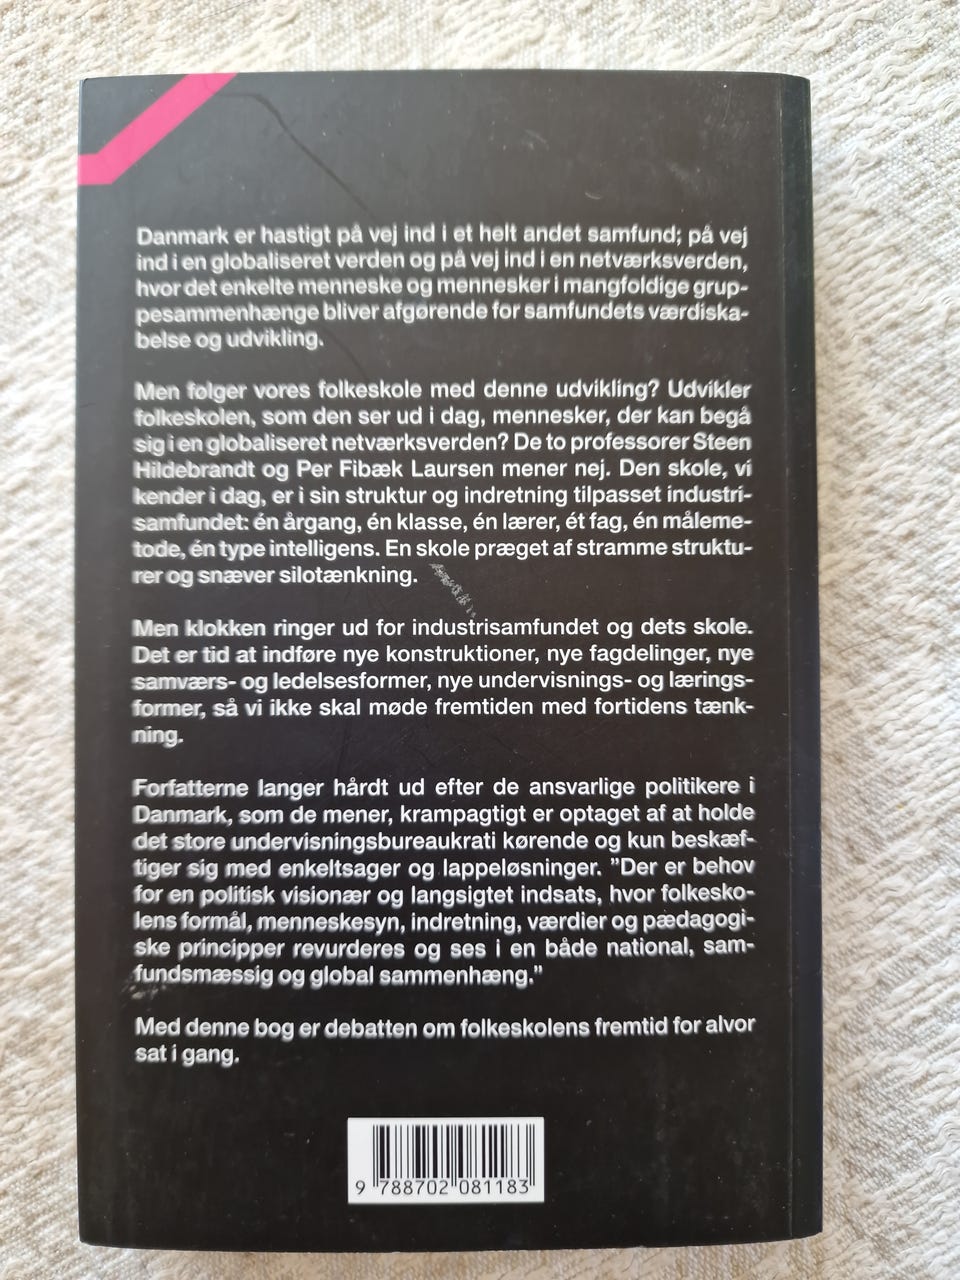 Danmark er hastigt på vej ind i et helt andet samfund; på vej
ind i en globaliseret verden og på vej ind i en netværksverden,
hvor det enkelte menneske og mennesker i mangfoldige grup-
pesammenhænge bliver afgørende for samfundets værdiska-
belse og udvikling.
Men følger vores folkeskole med denne udvikling? Udvikler
folkeskolen, som den ser ud i dag, mennesker, der kan begå
sig i en globaliseret netværksverden? De to professorer Steen
Hildebrandt og Per Fibæk Laursen mener nej. Den skole, vi
kender i dag, er i sin struktur og indretning tilpasset industri-
samfundet: én årgang, én klasse, én lærer, ét fag, én måleme-
tode, én type intelligens. En skole præget af stramme struktu-
rer og snæver silotænkning.
Men klokken ringer ud for industrisamfundet og dets skole.
Det er tid at indføre nye konstruktioner, nye fagdelinger, nye
samværs- og ledelsesformer, nye undervisnings- og lærings-
former, så vi ikke skal møde fremtiden med fortidens tænk-
ning.
Forfatterne langer hårdt ud efter de ansvarlige politikere i
Danmark, som de mener, krampagtigt er optaget af at holde
det store undervisningsbureaukrati kørende og kun beskæf-
tiger sig med enkeltsager og lappeløsninger. ”Der er behov
for en politisk visionær og langsigtet indsats, hvor folkesko-
lens formål, menneskesyn, indretning, værdier og pædagogi-
ske principper revurderes og ses i en både national, sam-
fundsmæssig og global sammenhæng.”
Med denne bog er debatten om folkeskolens fremtid for alvor
sat i gang.
9 788702 081183